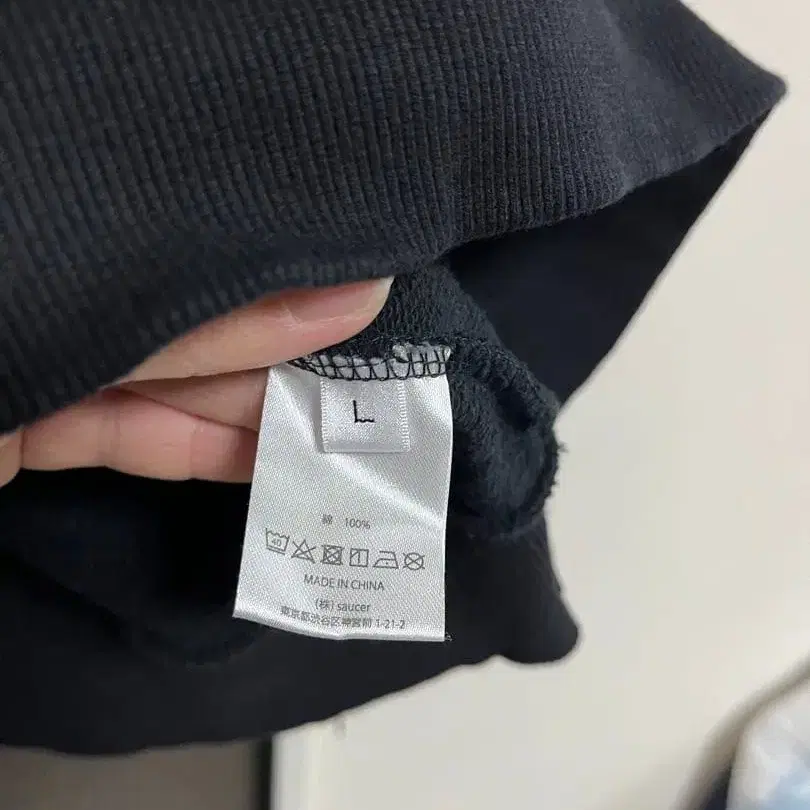 L
綿 100%
40
MADE IN CHINA
(株) saucer
東京都渋谷区神宮前 1-21-2